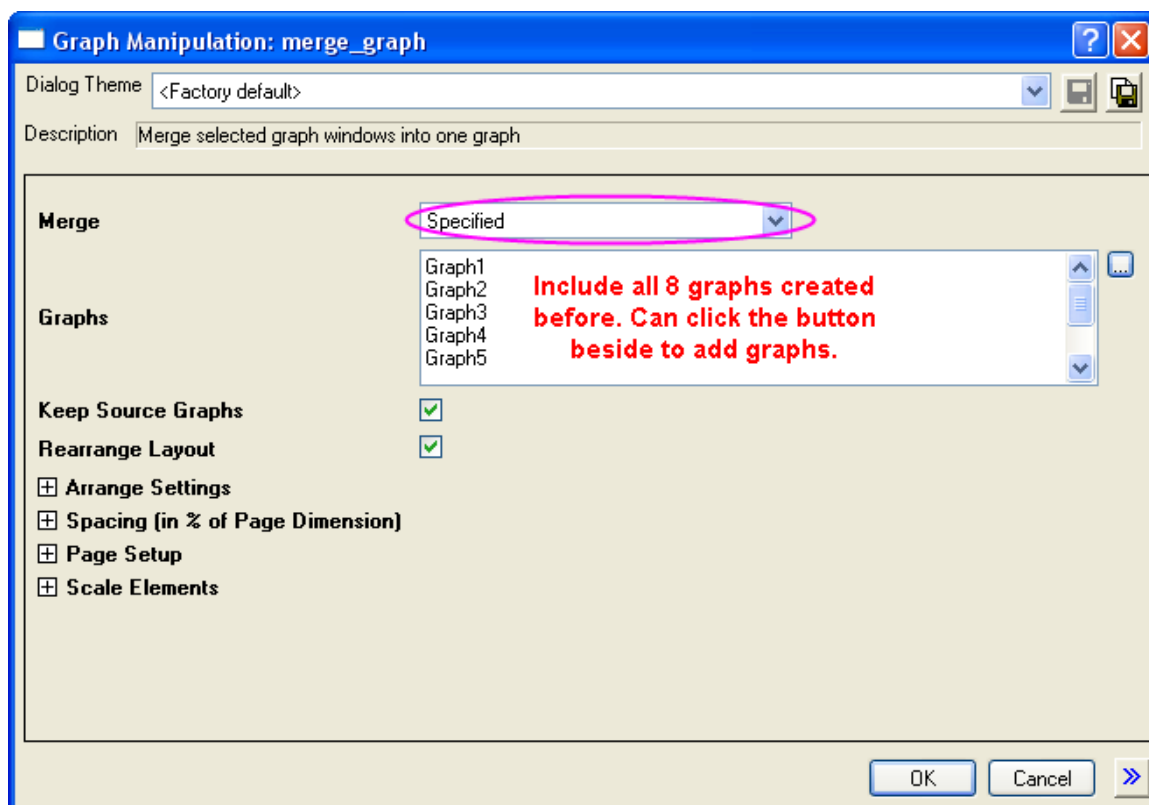 Graph Manipulation: merge_graph
Dialog Theme <Factory default>
Description Merge selected graph windows into one graph
Merge Specified
Graph1
Graph2
Graph3
Graph4
Graph5
Include all 8 graphs created
before. Can click the button
beside to add graphs.
...
Graphs
Keep Source Graphs
Rearrange Layout
Arrange Settings
Spacing (in % of Page Dimension)
Page Setup
Scale Elements
OK Cancel